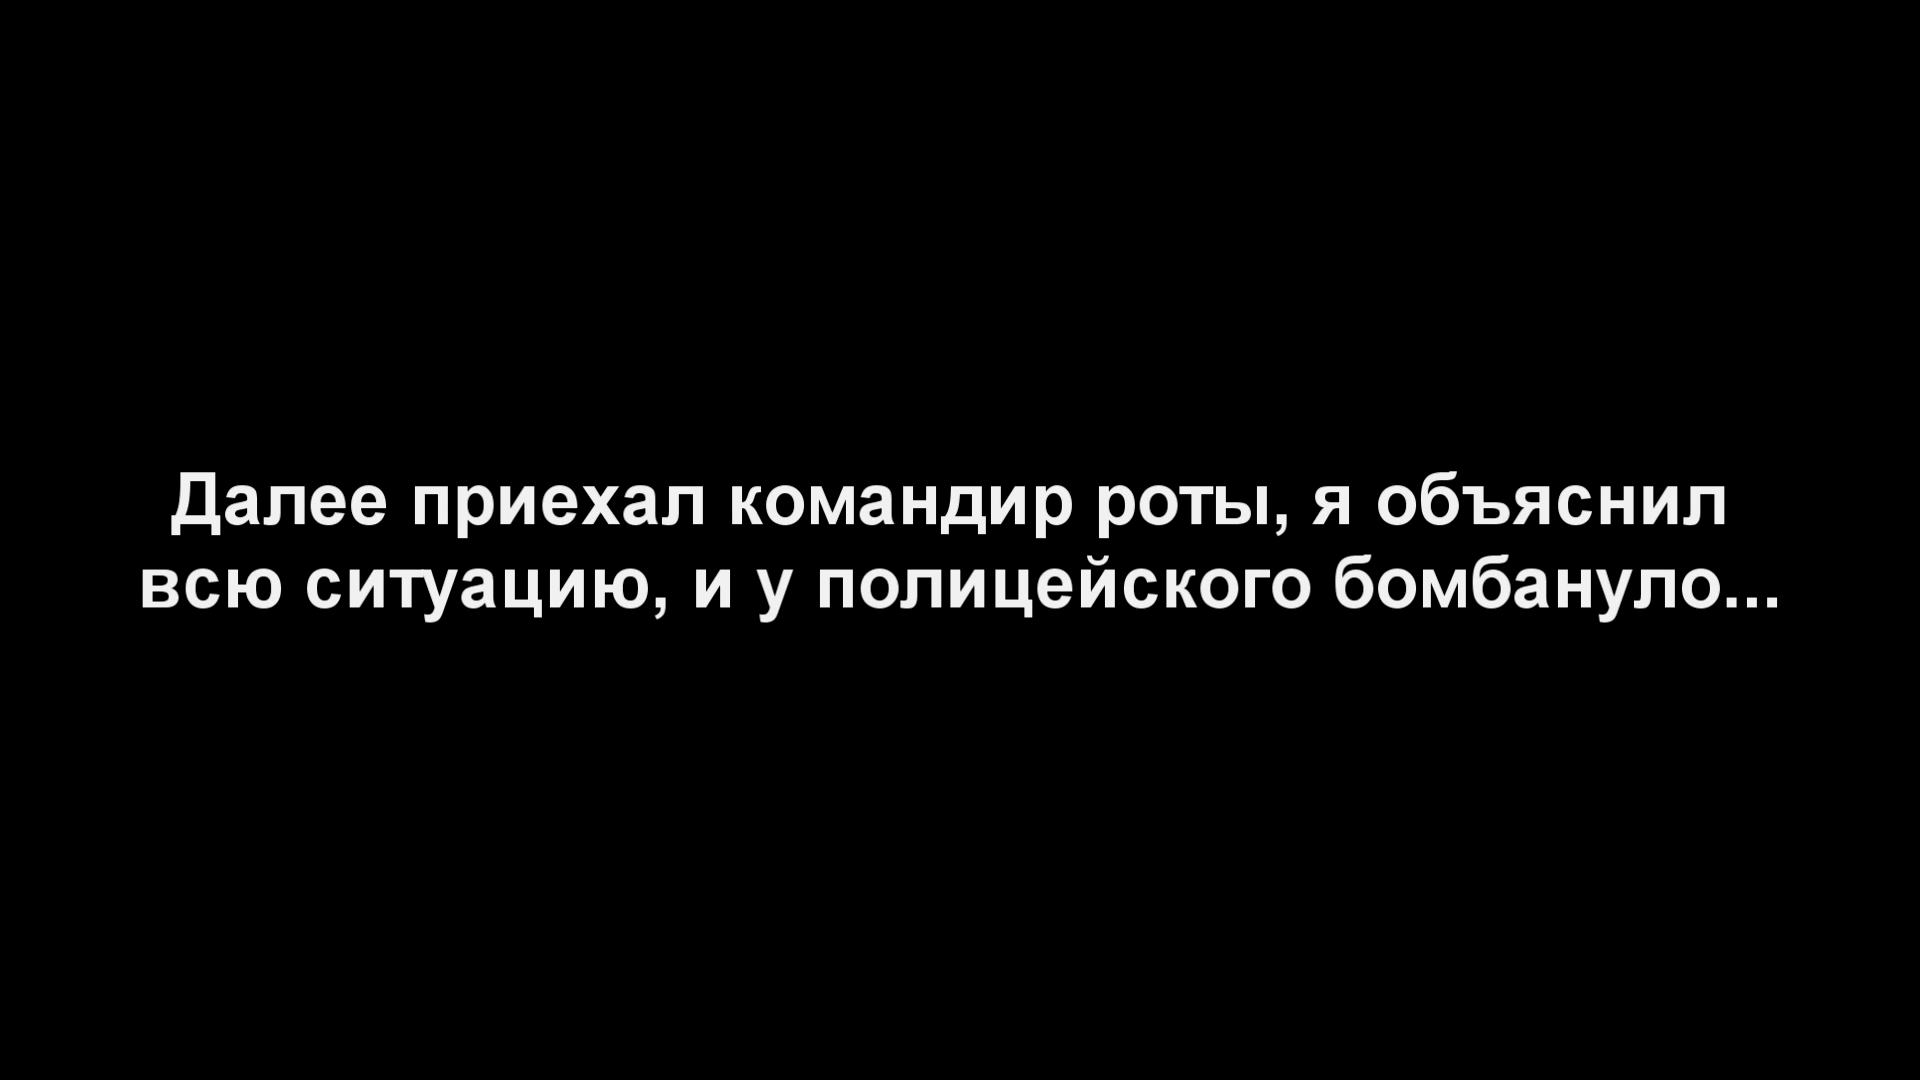 Далее приехал командир роты, я объяснил
всю ситуацию, и у полицейского бомбануло...